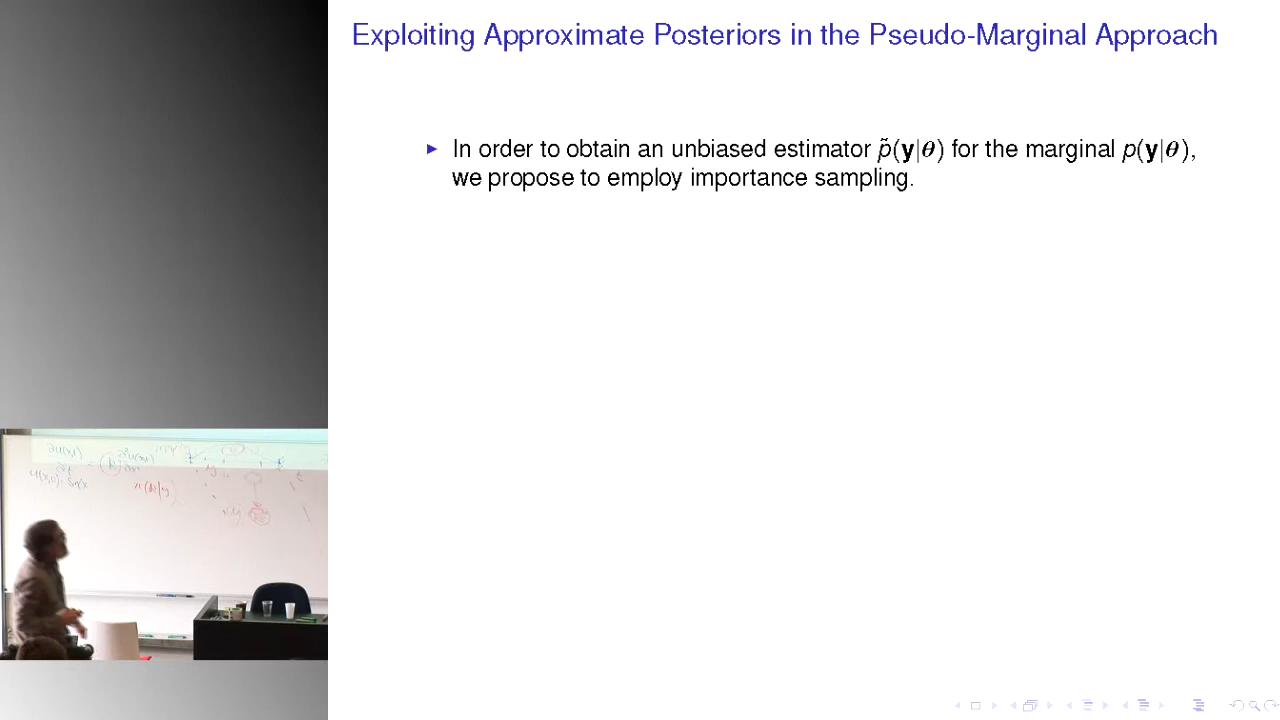 Exploiting Approximate Posteriors in the Pseudo-Marginal Approach
▶ In order to obtain an unbiased estimator p̃(y|θ) for the marginal p(y|θ),
we propose to employ importance sampling.